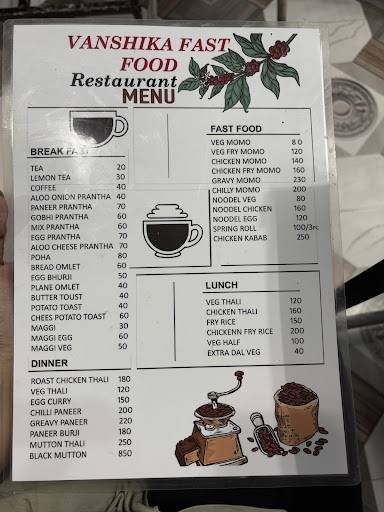 VANSHIKA FAST
FOOD
Restaurant
MENU
BREAK FAST
TEA 20
LEMON TEA 30
COFFEE 40
ALOO ONION PRANTHA 40
PANEER PRANTHA 70
GOBHI PRANTHA 60
MIX PRANTHA 60
EGG PRANTHA 70
ALOO CHEESE PRANTHA 70
POHA 80
BREAD OMLET 60
EGG BHURJI 50
PLANE OMLET 40
BUTTER TOUST 40
POTATO TOAST 40
CHEES POTATO TOAST 60
MAGGI 30
MAGGI EGG 60
MAGGI VEG 50
DINNER
ROAST CHICKEN THALI 180
VEG THALI 120
EGG CURRY 150
CHILLI PANEER 200
GREAVY PANEER 220
PANEER BURJI 180
MUTTON THALI 250
BLACK MUTTON 850
FAST FOOD
VEG MOMO 80
VEG FRY MOMO 120
CHICKEN MOMO 140
CHICKEN FRY MOMO 160
GRAVY MOMO 230
CHILLY MOMO 200
NOODEL VEG 80
NOODEL CHICKEN 160
NOODEL EGG 120
SPRING ROLL 100/3PC
CHICKEN KABAB 250
LUNCH
VEG THALI 120
CHICKEN THALI 160
FRY RICE 150
CHICKENN FRY RICE 200
VEG HALF 100
EXTRA DAL VEG 40